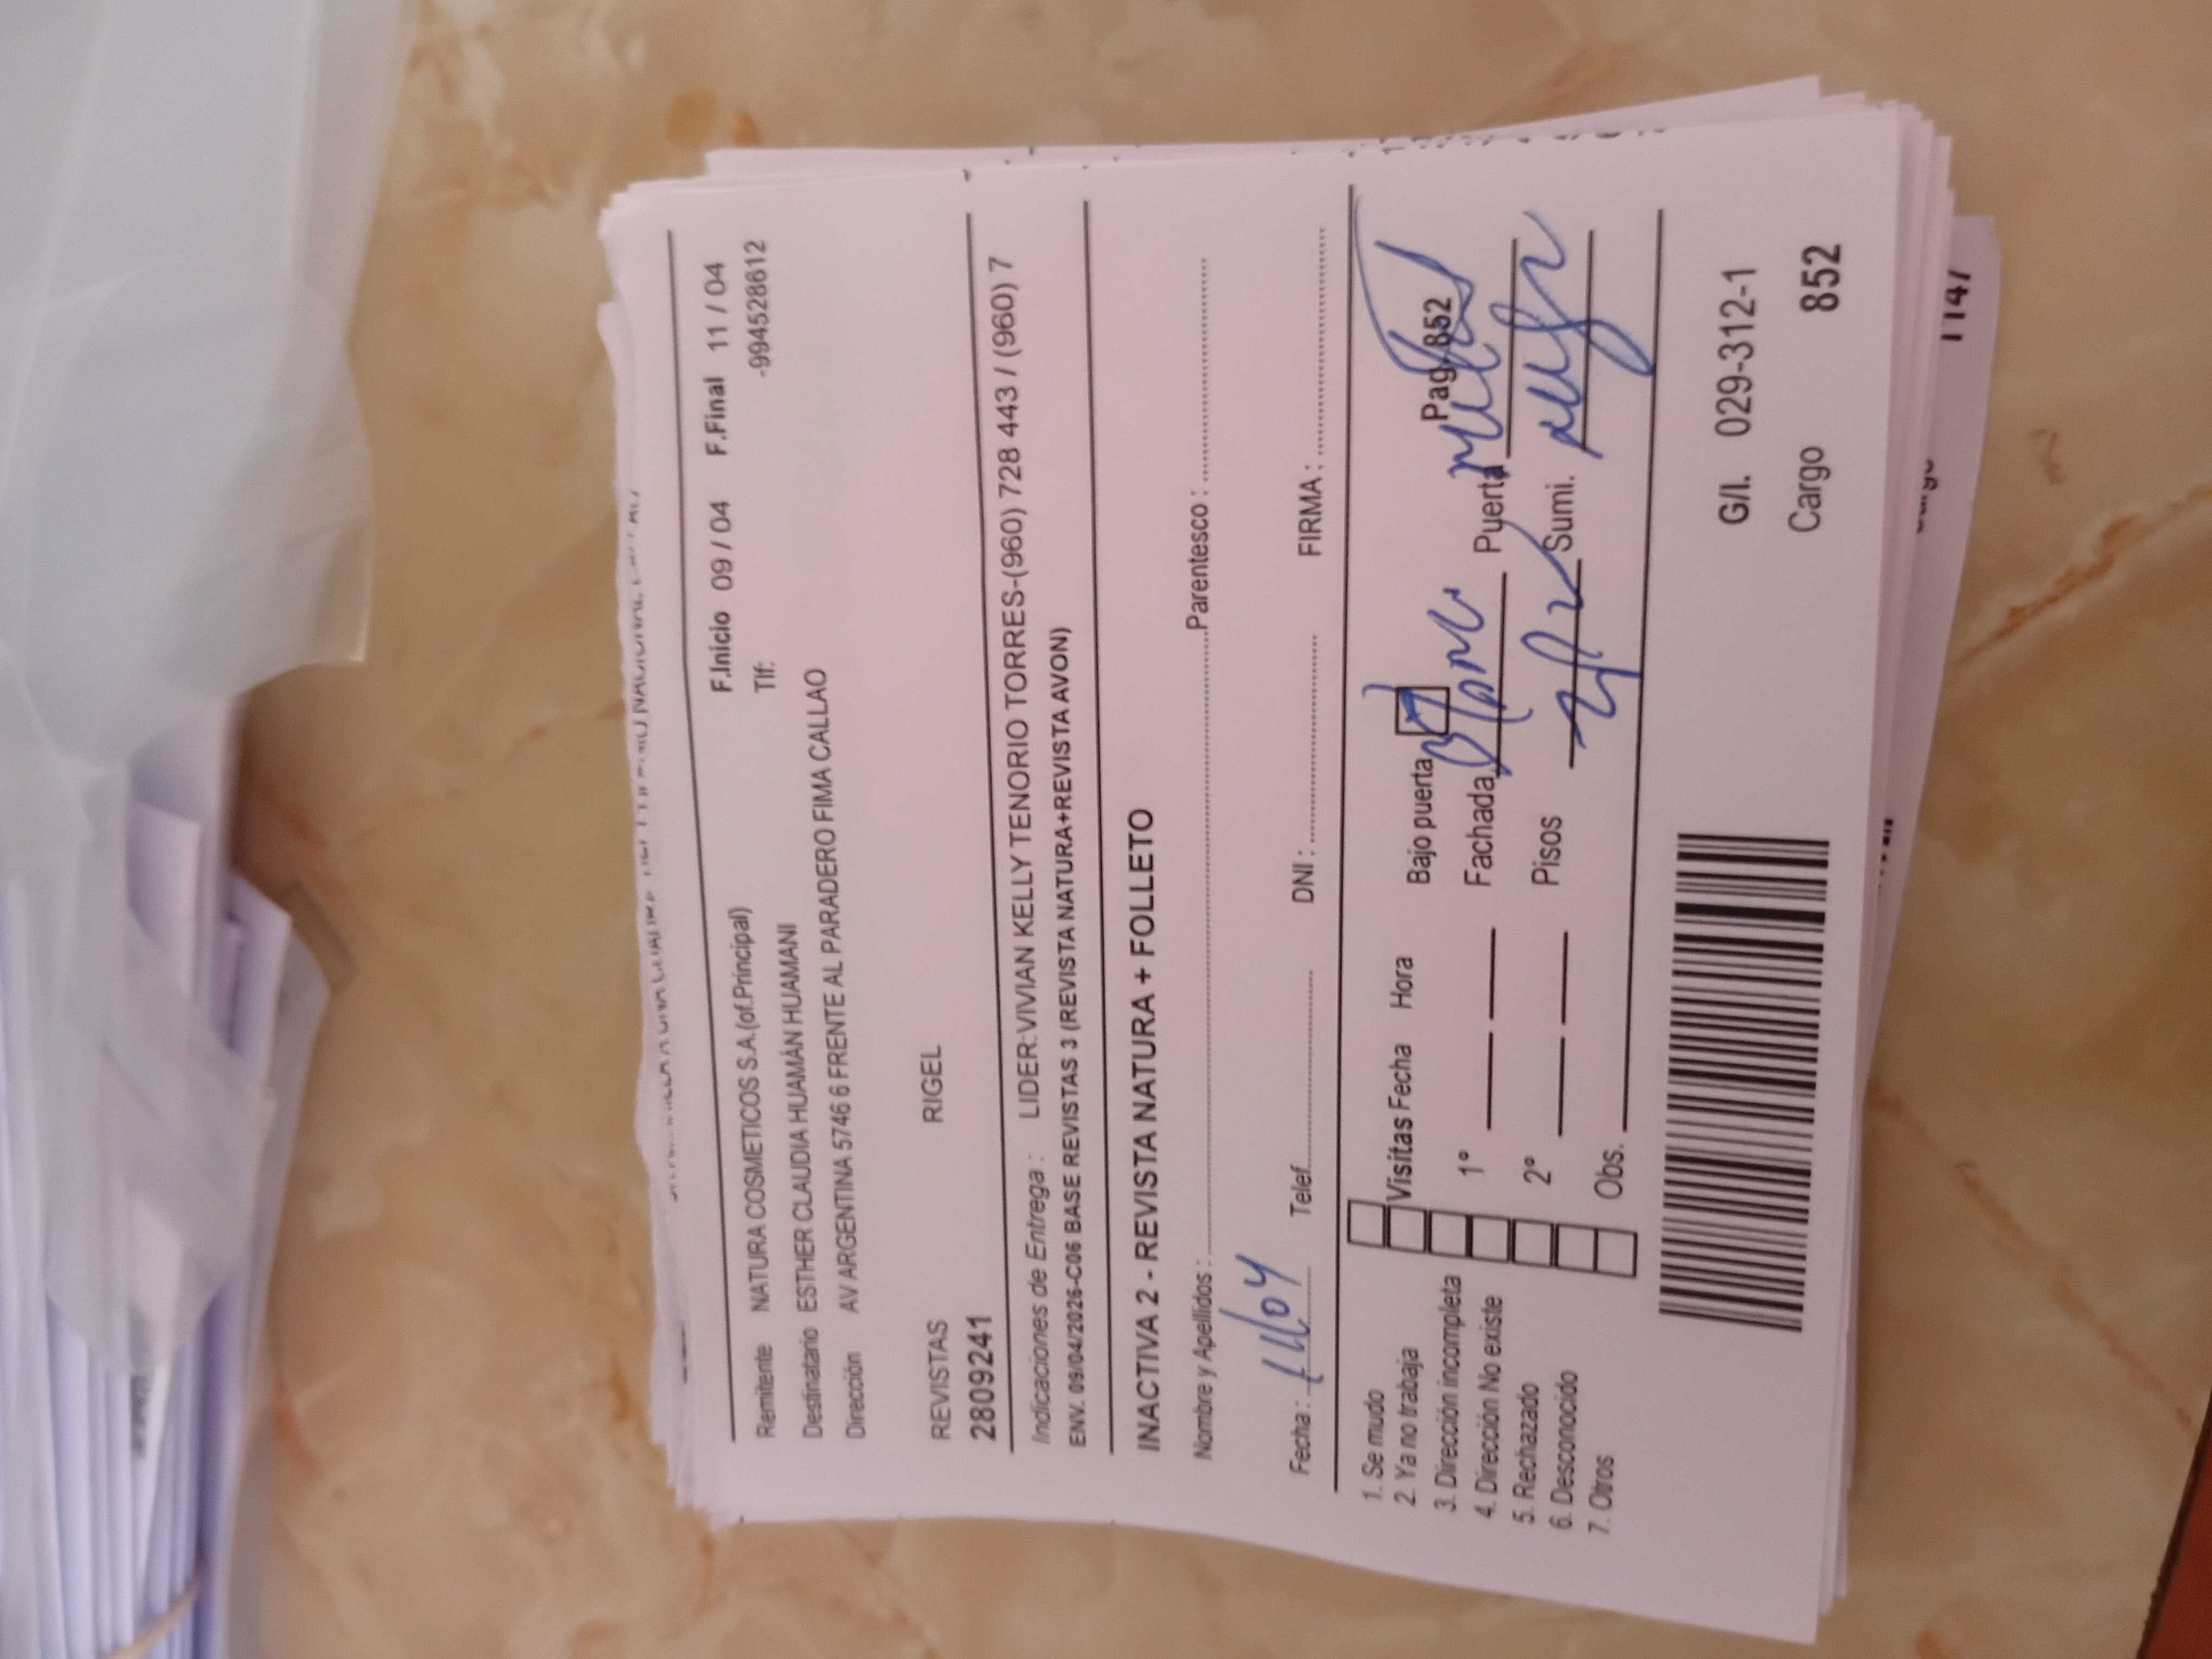 F.Inicio 09 / 04 F.Final 11 / 04
Remitente NATURA COSMETICOS S.A.(of.Principal) Tlf: -994528612
Destinatario ESTHER CLAUDIA HUAMÁN HUAMANI
Dirección AV ARGENTINA 5746 6 FRENTE AL PARADERO FIMA CALLAO
REVISTAS RIGEL
2809241
Indicaciones de Entrega : LIDER:VIVIAN KELLY TENORIO TORRES-(960) 728 443 / (960) 7
ENV. 09/04/2026-C06 BASE REVISTAS 3 (REVISTA NATURA+REVISTA AVON)
INACTIVA 2 - REVISTA NATURA + FOLLETO
Nombre y Apellidos : Parentesco :
Fecha : 11/04 Telef. DNI : FIRMA :
1. Se mudo
2. Ya no trabaja
3. Dirección incompleta
4. Dirección No existe
5. Rechazado
6. Desconocido
7. Otros
Visitas Fecha Hora
1°
2°
Obs.
Bajo puerta Pag 852
Fachada Puerta
Pisos Sumi.
G/I. 029-312-1
Cargo 852
1147